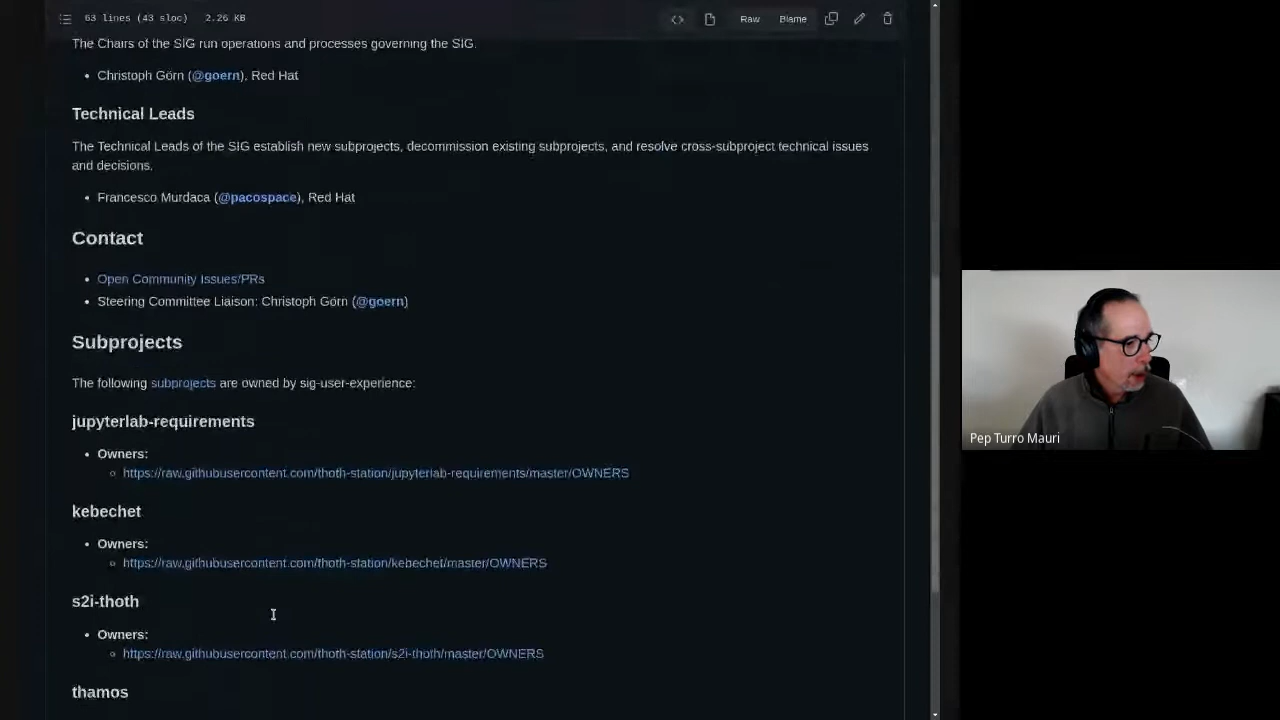 63 lines (43 sloc) 2.26 KB
Raw
Blame
The Chairs of the SIG run operations and processes governing the SIG.
• Christoph Görn (@goern), Red Hat
Technical Leads
The Technical Leads of the SIG establish new subprojects, decommission existing subprojects, and resolve cross-subproject technical issues
and decisions.
• Francesco Murdaca (@pacospace), Red Hat
Contact
• Open Community Issues/PRs
• Steering Committee Liaison: Christoph Görn (@goern)
Subprojects
The following subprojects are owned by sig-user-experience:
jupyterlab-requirements
• Owners:
○ https://raw.githubusercontent.com/thoth-station/jupyterlab-requirements/master/OWNERS
kebechet
• Owners:
○ https://raw.githubusercontent.com/thoth-station/kebechet/master/OWNERS
s2i-thoth
• Owners:
○ https://raw.githubusercontent.com/thoth-station/s2i-thoth/master/OWNERS
thamos
Pep Turro Mauri